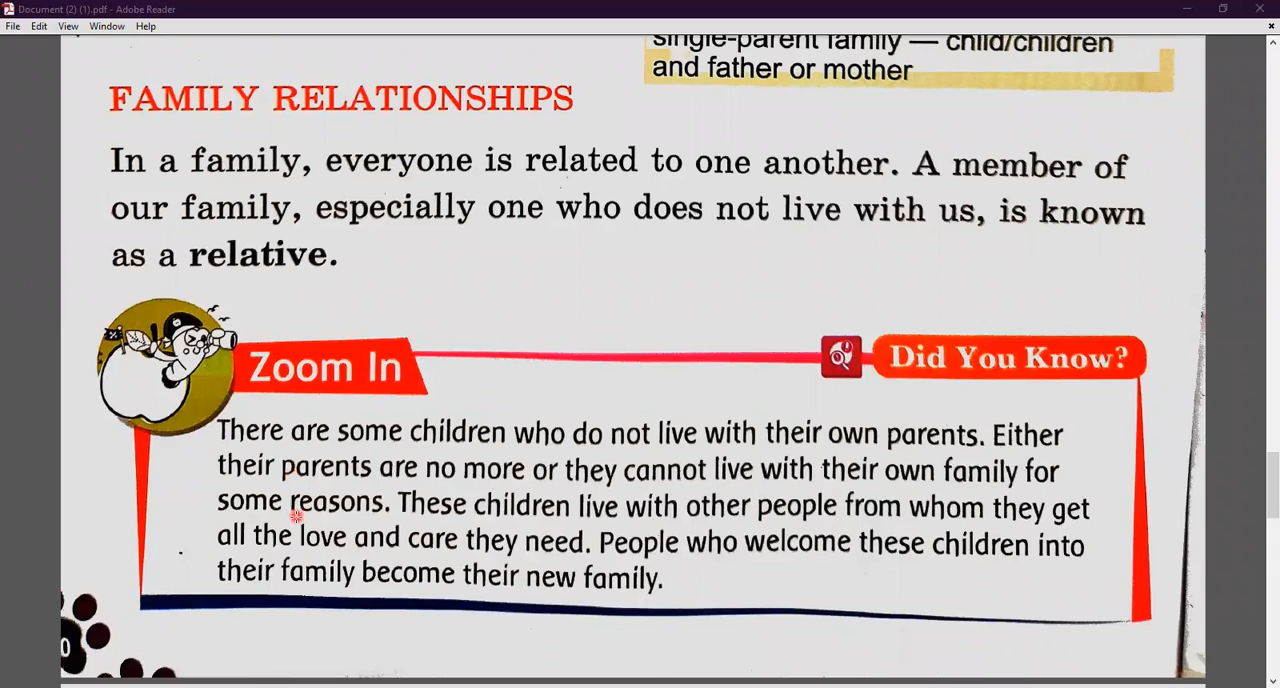 Document (2) (1).pdf - Adobe Reader
File Edit View Window Help
single-parent family — child/children
and father or mother
FAMILY RELATIONSHIPS
In a family, everyone is related to one another. A member of
our family, especially one who does not live with us, is known
as a relative.
Zoom In
Did You Know?
There are some children who do not live with their own parents. Either
their parents are no more or they cannot live with their own family for
some reasons. These children live with other people from whom they get
all the love and care they need. People who welcome these children into
their family become their new family.